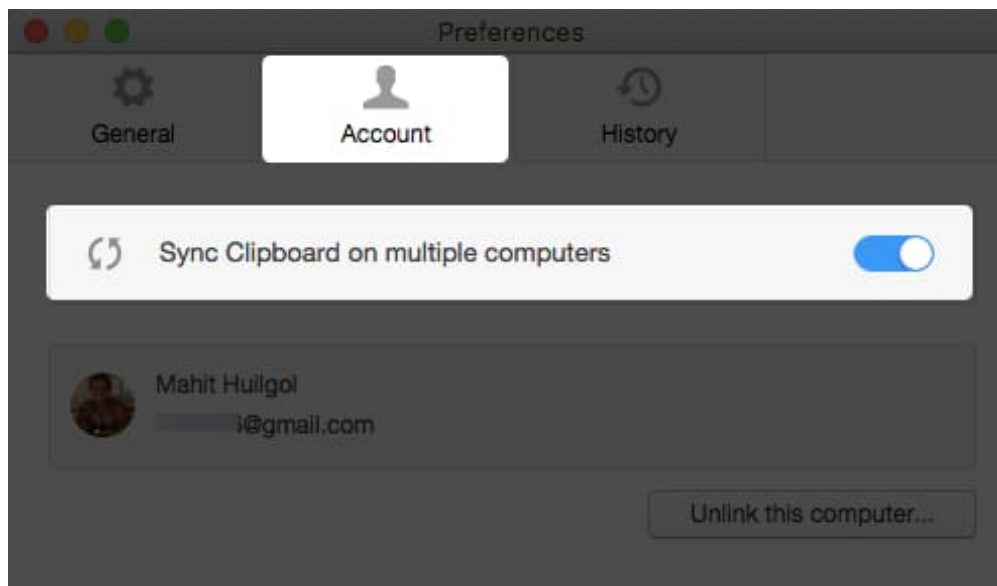 Preferences
General
Account
History
Sync Clipboard on multiple computers
Mahit Huilgol
@gmail.com
Unlink this computer...